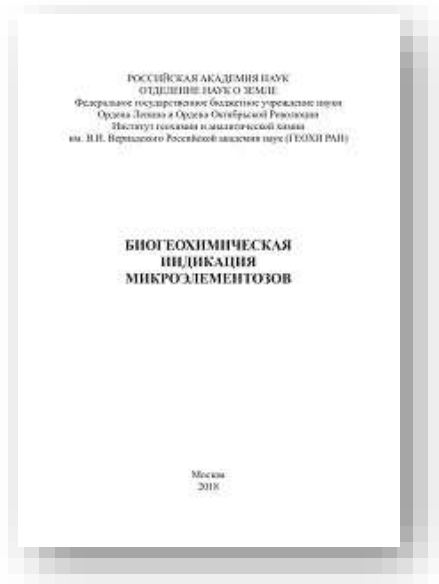 РОССИЙСКАЯ АКАДЕМИЯ НАУК
ОТДЕЛЕНИЕ НАУК О ЗЕМЛЕ
Федеральное государственное бюджетное учреждение науки
Ордена Ленина и Ордена Октябрьской Революции
Институт геохимии и аналитической химии
им. В.И. Вернадского Российской академии наук (ГЕОХИ РАН)
БИОГЕОХИМИЧЕСКАЯ
ИНДИКАЦИЯ
МИКРОЭЛЕМЕНТОЗОВ
Москва
2018